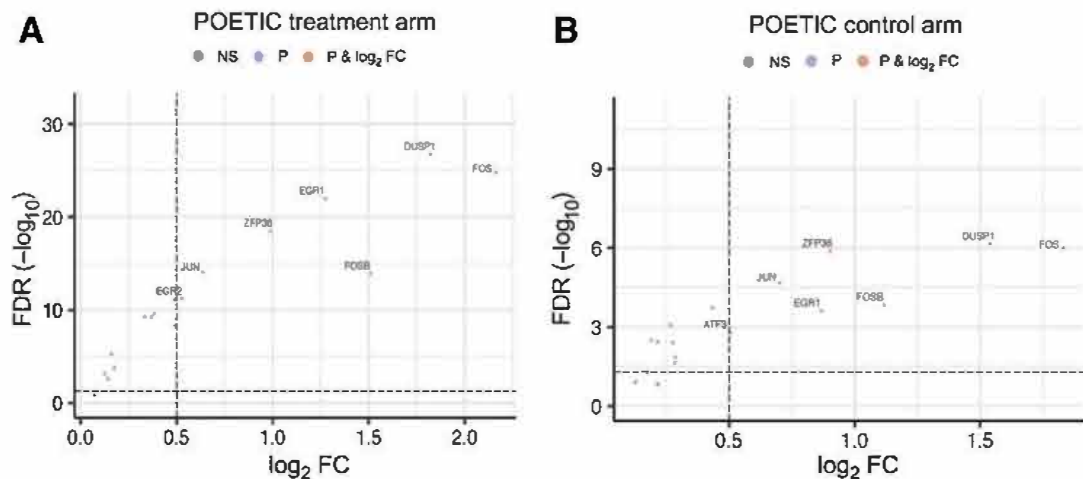 A
POETIC treatment arm
NS P P & log₂ FC
FDR (−log₁₀)
30
20
10
0
DUSP1
FOS
EGR1
ZFP36
JUN
FOSB
EGR2
0.0 0.5 1.0 1.5 2.0
log₂ FC
B
POETIC control arm
NS P P & log₂ FC
FDR (−log₁₀)
9
6
3
0
ZFP36
DUSP1
FOS
JUN
EGR1
FOSB
ATF3
0.5 1.0 1.5
log₂ FC